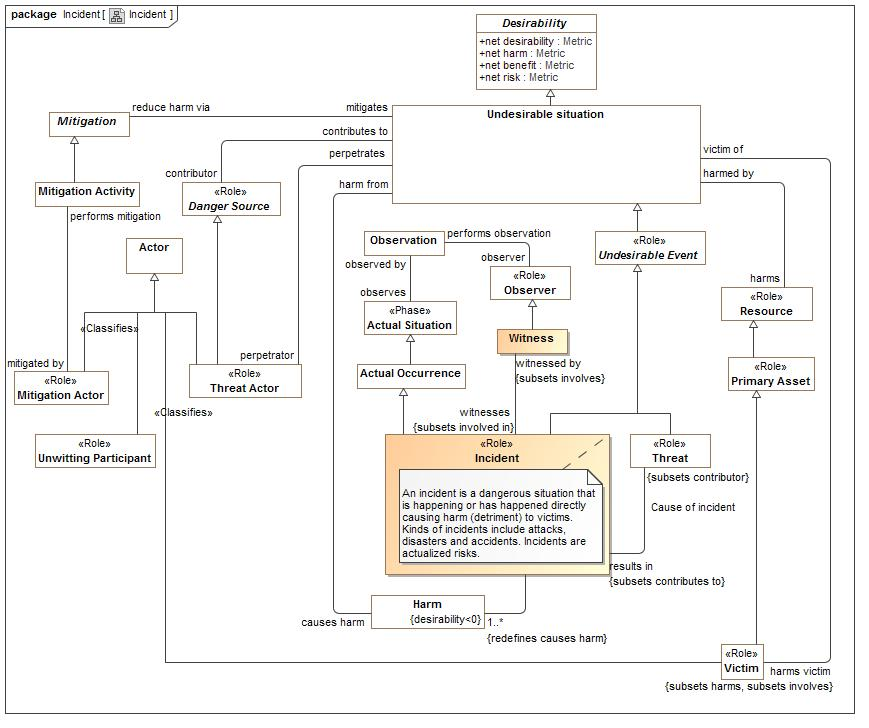 package Incident [ Incident ]
Desirability
+net desirability : Metric
+net harm : Metric
+net benefit : Metric
+net risk : Metric
reduce harm via
mitigates
Undesirable situation
Mitigation
contributes to
perpetrates
victim of
harmed by
contributor
harm from
Mitigation Activity
«Role»
Danger Source
performs mitigation
Observation
performs observation
«Role»
Undesirable Event
Actor
observed by
observer
«Role»
Observer
harms
observes
«Phase»
Actual Situation
«Role»
Resource
«Classifies»
Witness
mitigated by
perpetrator
«Role»
Mitigation Actor
«Role»
Threat Actor
Actual Occurrence
witnessed by
{subsets involves}
«Role»
Primary Asset
«Classifies»
witnesses
{subsets involved in}
«Role»
Unwitting Participant
«Role»
Incident
«Role»
Threat
{subsets contributor}
An incident is a dangerous situation that
is happening or has happened directly
causing harm (detriment) to victims.
Kinds of incidents include attacks,
disasters and accidents. Incidents are
actualized risks.
Cause of incident
results in
{subsets contributes to}
Harm
{desirability<0}
causes harm
1..*
{redefines causes harm}
«Role»
Victim
harms victim
{subsets harms, subsets involves}